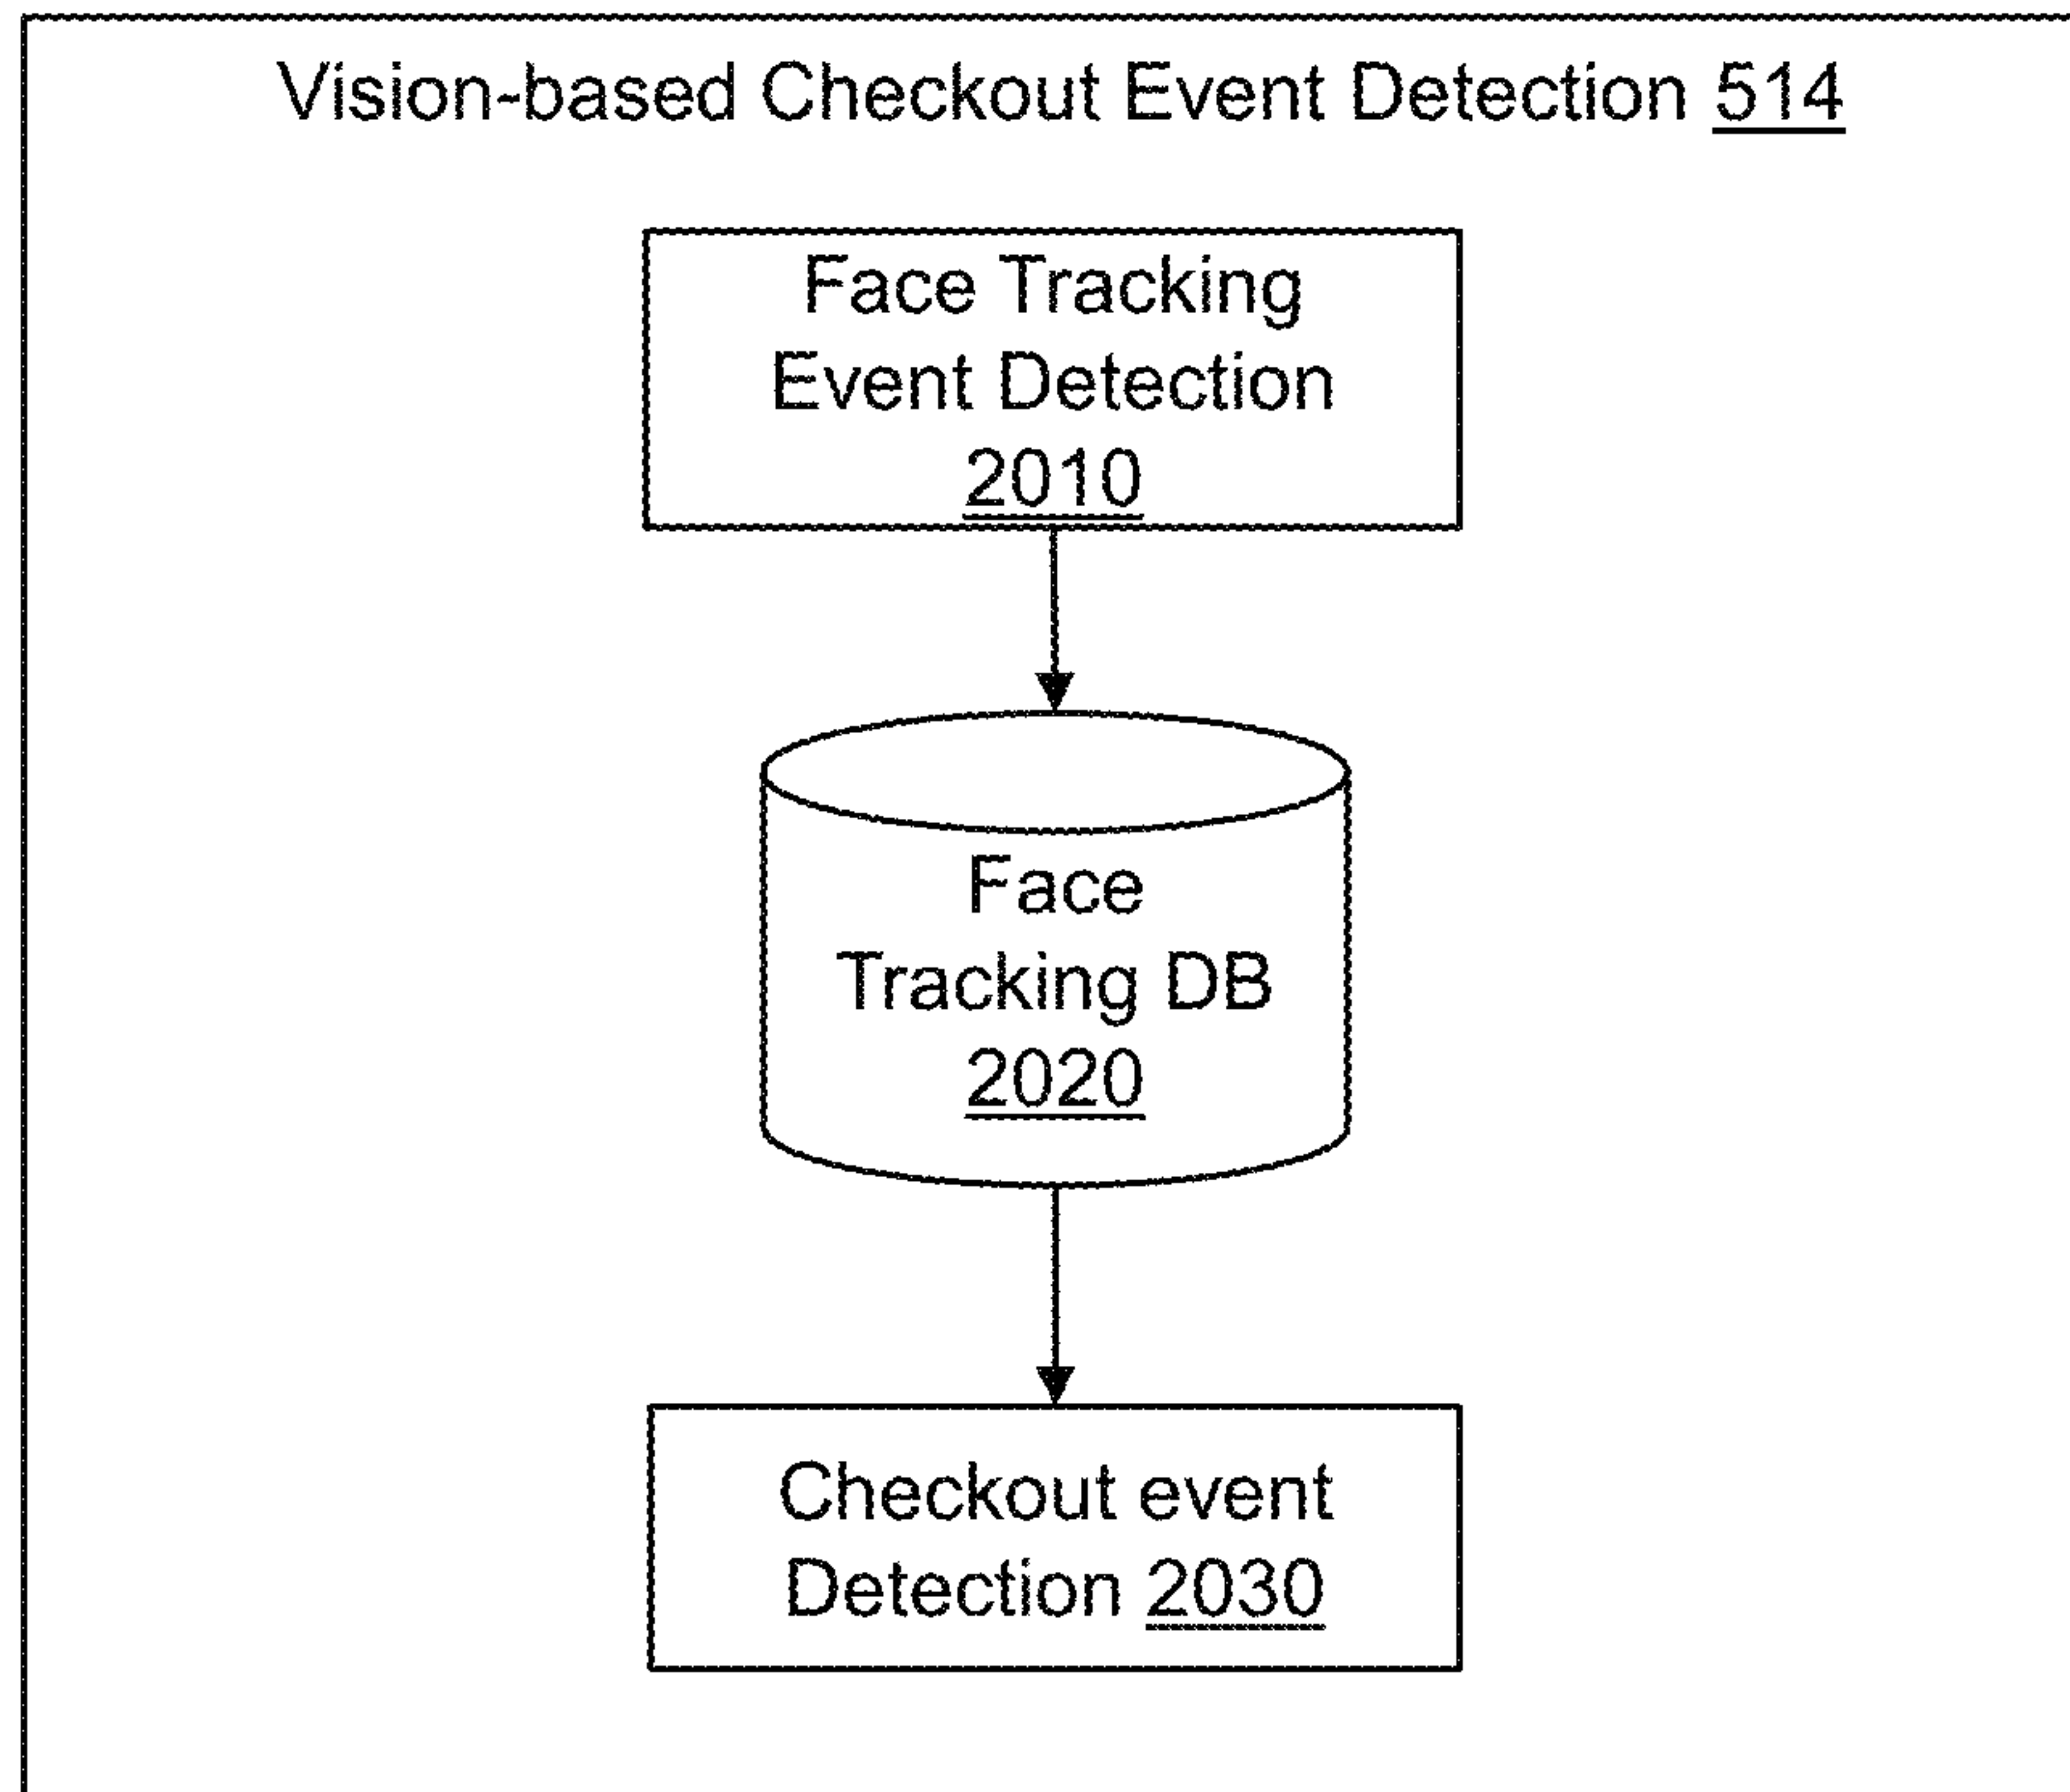 Vision-based Checkout Event Detection 514
Face Tracking
Event Detection
2010
Face
Tracking DB
2020
Checkout event
Detection 2030